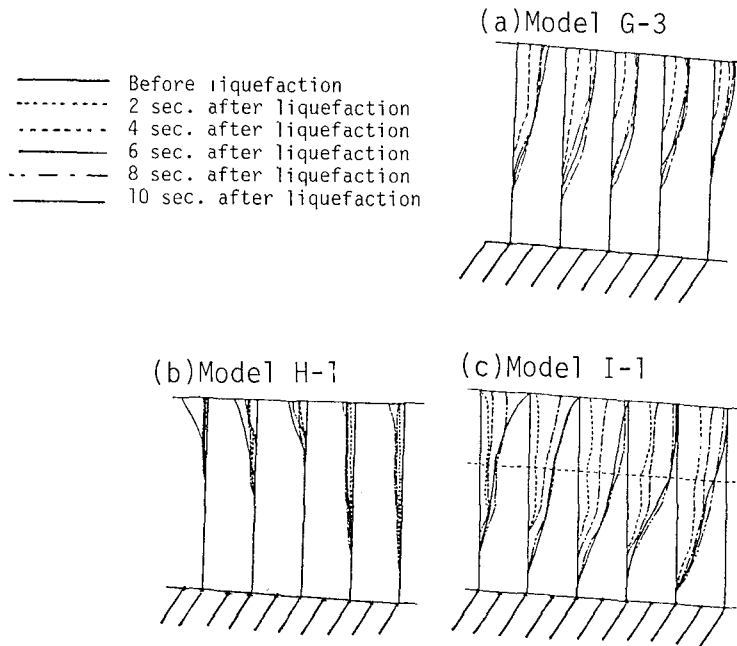 (a)Model G-3
Before liquefaction
2 sec. after liquefaction
4 sec. after liquefaction
6 sec. after liquefaction
8 sec. after liquefaction
10 sec. after liquefaction
(b)Model H-1
(c)Model I-1